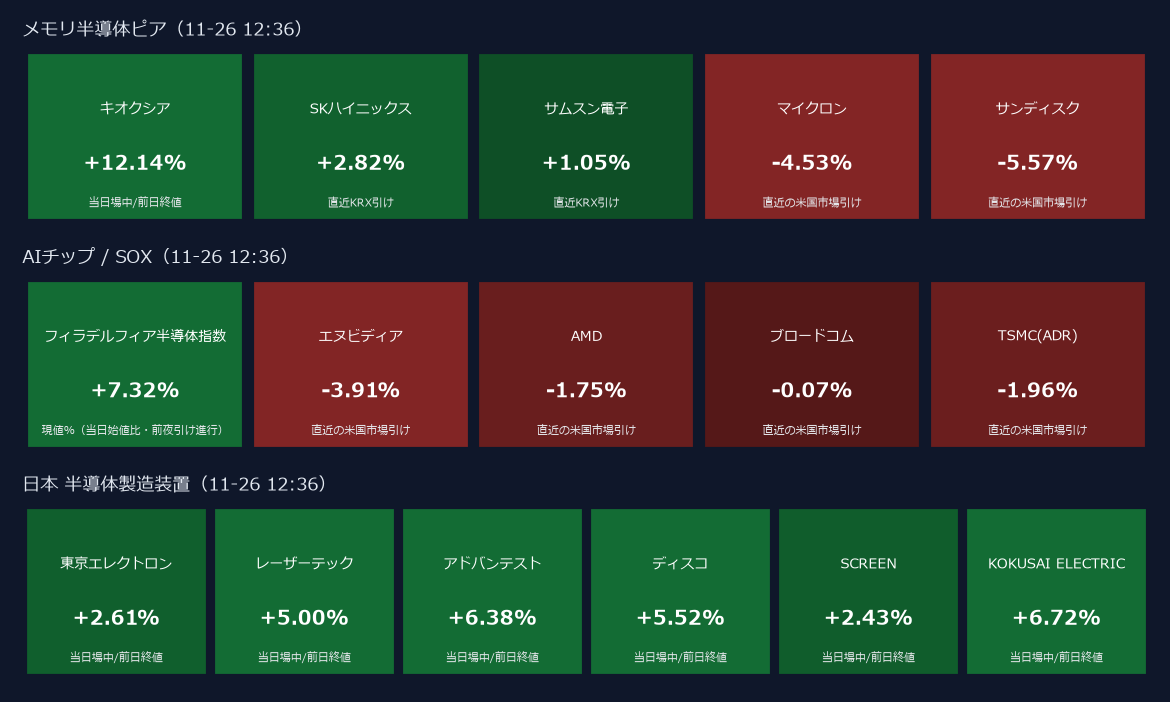 メモリ半導体ピア（11-26 12:36）
キオクシア
+12.14%
当日場中/前日終値
SKハイニックス
+2.82%
直近KRX引け
サムスン電子
+1.05%
直近KRX引け
マイクロン
-4.53%
直近の米国市場引け
サンディスク
-5.57%
直近の米国市場引け
AIチップ / SOX（11-26 12:36）
フィラデルフィア半導体指数
+7.32%
現値%（当日始値比・前夜引け進行）
エヌビディア
-3.91%
直近の米国市場引け
AMD
-1.75%
直近の米国市場引け
ブロードコム
-0.07%
直近の米国市場引け
TSMC(ADR)
-1.96%
直近の米国市場引け
日本 半導体製造装置（11-26 12:36）
東京エレクトロン
+2.61%
当日場中/前日終値
レーザーテック
+5.00%
当日場中/前日終値
アドバンテスト
+6.38%
当日場中/前日終値
ディスコ
+5.52%
当日場中/前日終値
SCREEN
+2.43%
当日場中/前日終値
KOKUSAI ELECTRIC
+6.72%
当日場中/前日終値